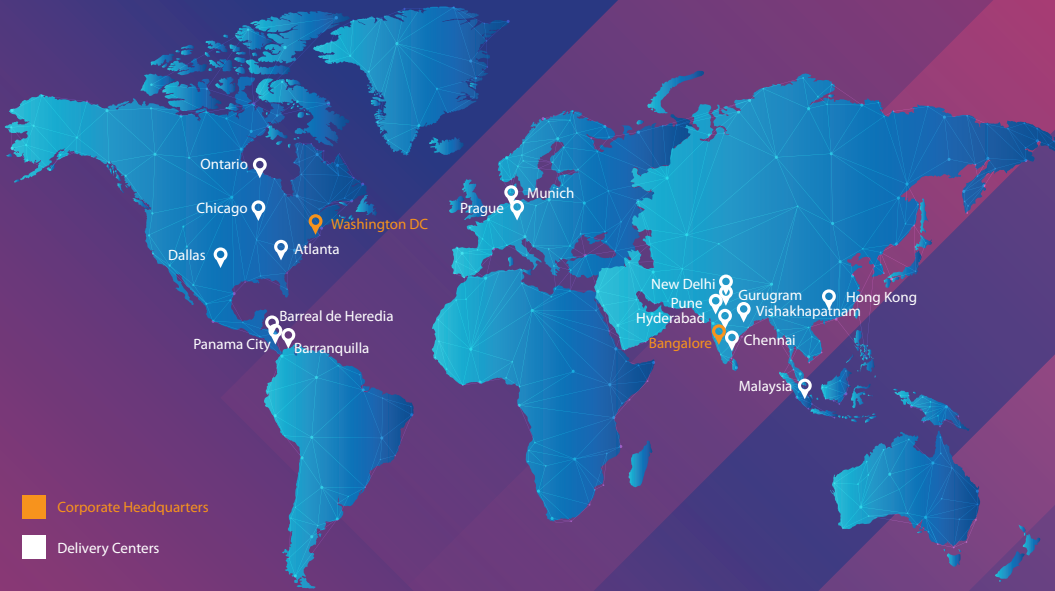 Ontario
Chicago
Washington DC
Dallas
Atlanta
Barreal de Heredia
Panama City
Barranquilla
Munich
Prague
New Delhi
Gurugram
Pune
Vishakhapatnam
Hyderabad
Bangalore
Chennai
Hong Kong
Malaysia
Corporate Headquarters
Delivery Centers